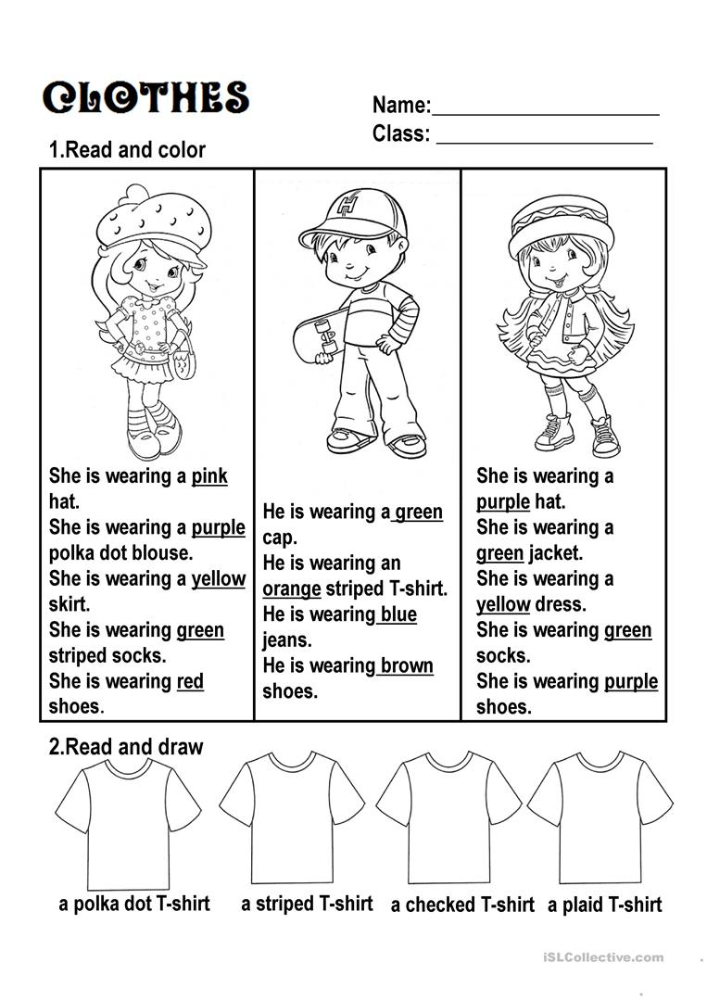 CLOTHES
Name:
Class:
1.Read and color
H
She is wearing a pink
hat.
She is wearing a purple
polka dot blouse.
She is wearing a yellow
skirt.
She is wearing green
striped socks.
She is wearing red
shoes.
He is wearing a green
cap.
He is wearing an
orange striped T-shirt.
He is wearing blue
jeans.
He is wearing brown
shoes.
She is wearing a
purple hat.
She is wearing a
green jacket.
She is wearing a
yellow dress.
She is wearing green
socks.
She is wearing purple
shoes.
2.Read and draw
a polka dot T-shirt
a striped T-shirt
a checked T-shirt
a plaid T-shirt
iSLCollective.com